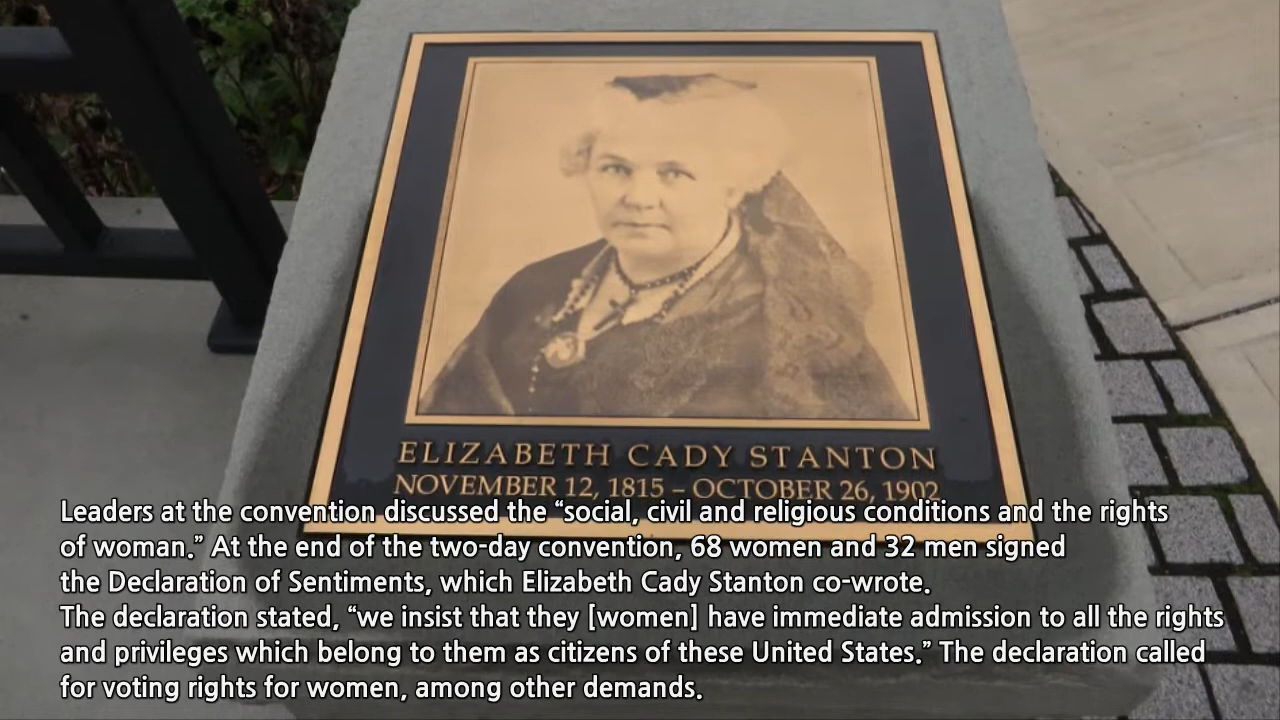 ELIZABETH CADY STANTON
NOVEMBER 12, 1815 – OCTOBER 26, 1902
Leaders at the convention discussed the “social, civil and religious conditions and the rights
of woman.” At the end of the two-day convention, 68 women and 32 men signed
the Declaration of Sentiments, which Elizabeth Cady Stanton co-wrote.
The declaration stated, “we insist that they [women] have immediate admission to all the rights
and privileges which belong to them as citizens of these United States.” The declaration called
for voting rights for women, among other demands.